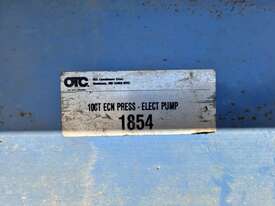 OTC
10CT ECN PRESS - ELECT PUMP
1854